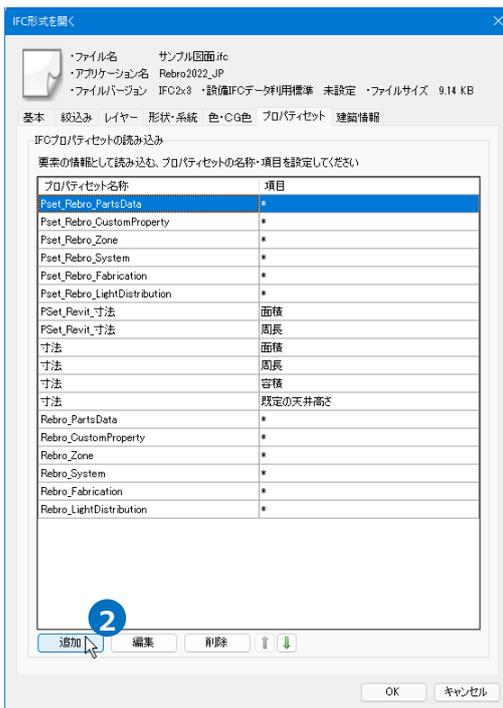 IFC形式を開く
・ファイル名 サンプル図面.ifc
・アプリケーション名 Rebro2022_JP
・ファイルバージョン IFC2x3 ・設備IFCデータ利用標準 未設定 ・ファイルサイズ 9.14 KB
基本 絞込み レイヤー 形状・系統 色・CG色 プロパティセット 建築情報
IFCプロパティセットの読み込み
要素の情報として読み込む、プロパティセットの名称・項目を設定してください
プロパティセット名称 項目
Pset_Rebro_PartsData *
Pset_Rebro_CustomProperty *
Pset_Rebro_Zone *
Pset_Rebro_System *
Pset_Rebro_Fabrication *
Pset_Rebro_LightDistribution *
PSet_Revit_寸法 面積
PSet_Revit_寸法 周長
寸法 面積
寸法 周長
寸法 容積
寸法 既定の天井高さ
Rebro_PartsData *
Rebro_CustomProperty *
Rebro_Zone *
Rebro_System *
Rebro_Fabrication *
Rebro_LightDistribution *
2
追加 編集 削除
OK キャンセル